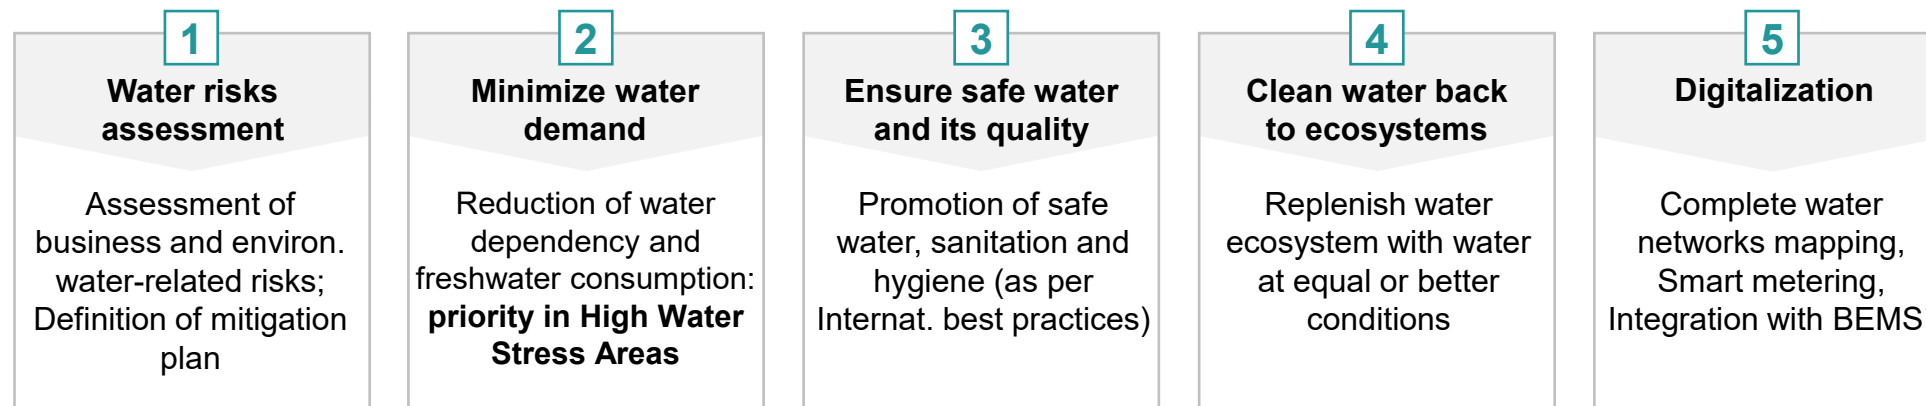 1
Water risks
assessment
Assessment of
business and environ.
water-related risks;
Definition of mitigation
plan
2
Minimize water
demand
Reduction of water
dependency and
freshwater consumption:
priority in High Water
Stress Areas
3
Ensure safe water
and its quality
Promotion of safe
water, sanitation and
hygiene (as per
Internat. best practices)
4
Clean water back
to ecosystems
Replenish water
ecosystem with water
at equal or better
conditions
5
Digitalization
Complete water
networks mapping,
Smart metering,
Integration with BEMS